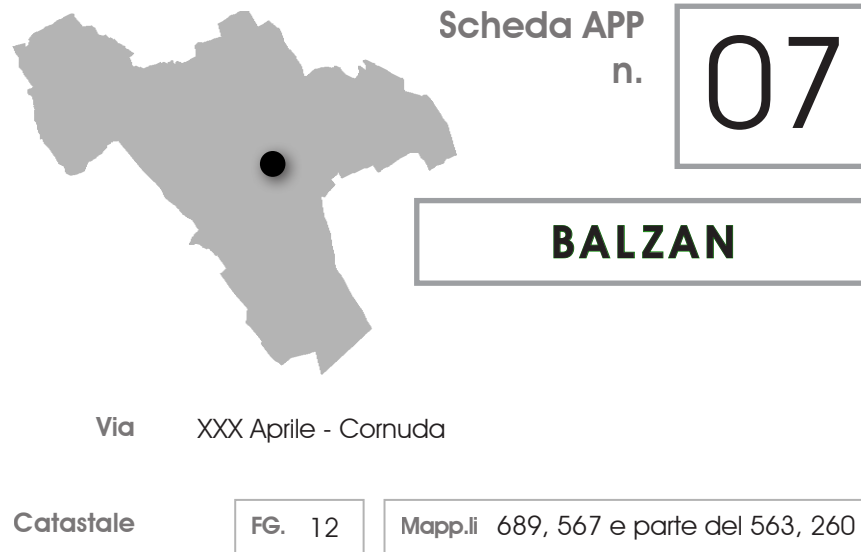 Scheda APP
n.
07
BALZAN
Via XXX Aprile - Cornuda
Catastale FG. 12 Mapp.li 689, 567 e parte del 563, 260